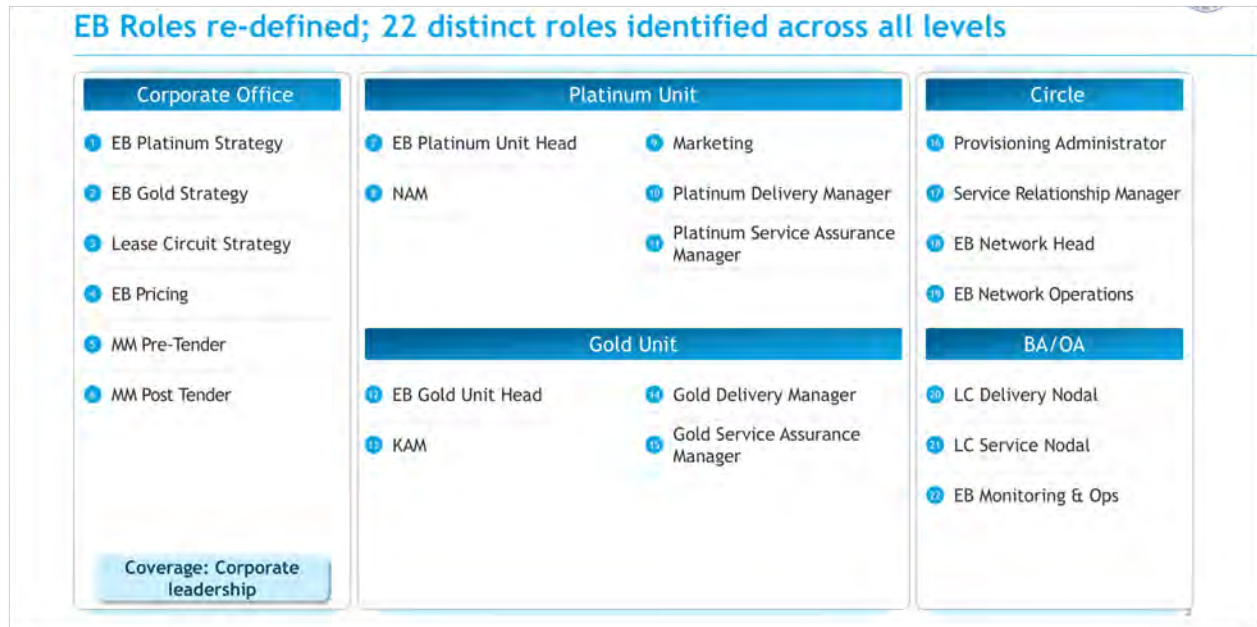 EB Roles re-defined; 22 distinct roles identified across all levels
Corporate Office
1 EB Platinum Strategy
2 EB Gold Strategy
3 Lease Circuit Strategy
4 EB Pricing
5 MM Pre-Tender
6 MM Post Tender
Coverage: Corporate
leadership
Platinum Unit
7 EB Platinum Unit Head
8 NAM
9 Marketing
10 Platinum Delivery Manager
11 Platinum Service Assurance
Manager
Gold Unit
12 EB Gold Unit Head
13 KAM
14 Gold Delivery Manager
15 Gold Service Assurance
Manager
Circle
16 Provisioning Administrator
17 Service Relationship Manager
18 EB Network Head
19 EB Network Operations
BA/OA
20 LC Delivery Nodal
21 LC Service Nodal
22 EB Monitoring & Ops